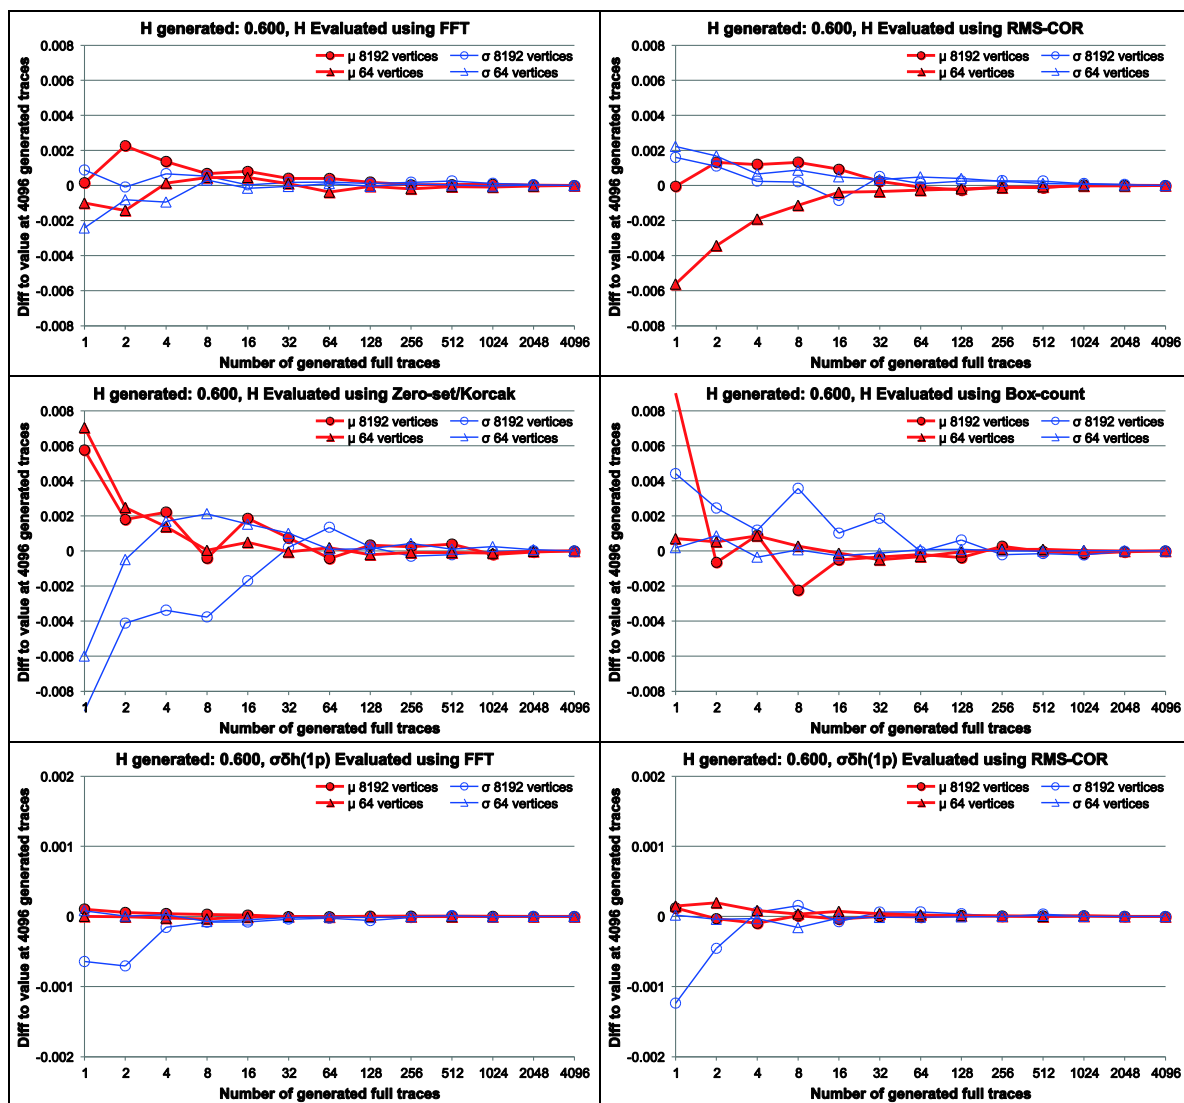 H generated: 0.600, H Evaluated using FFT
μ 8192 vertices σ 8192 vertices
μ 64 vertices σ 64 vertices
Diff to value at 4096 generated traces
0.008
0.006
0.004
0.002
0
-0.002
-0.004
-0.006
-0.008
1 2 4 8 16 32 64 128 256 512 1024 2048 4096
Number of generated full traces
H generated: 0.600, H Evaluated using RMS-COR
μ 8192 vertices σ 8192 vertices
μ 64 vertices σ 64 vertices
Diff to value at 4096 generated traces
0.008
0.006
0.004
0.002
0
-0.002
-0.004
-0.006
-0.008
1 2 4 8 16 32 64 128 256 512 1024 2048 4096
Number of generated full traces
H generated: 0.600, H Evaluated using Zero-set/Korcak
μ 8192 vertices σ 8192 vertices
μ 64 vertices σ 64 vertices
Diff to value at 4096 generated traces
0.008
0.006
0.004
0.002
0
-0.002
-0.004
-0.006
-0.008
1 2 4 8 16 32 64 128 256 512 1024 2048 4096
Number of generated full traces
H generated: 0.600, H Evaluated using Box-count
μ 8192 vertices σ 8192 vertices
μ 64 vertices σ 64 vertices
Diff to value at 4096 generated traces
0.008
0.006
0.004
0.002
0
-0.002
-0.004
-0.006
-0.008
1 2 4 8 16 32 64 128 256 512 1024 2048 4096
Number of generated full traces
H generated: 0.600, σδh(1p) Evaluated using FFT
μ 8192 vertices σ 8192 vertices
μ 64 vertices σ 64 vertices
Diff to value at 4096 generated traces
0.002
0.001
0
-0.001
-0.002
1 2 4 8 16 32 64 128 256 512 1024 2048 4096
Number of generated full traces
H generated: 0.600, σδh(1p) Evaluated using RMS-COR
μ 8192 vertices σ 8192 vertices
μ 64 vertices σ 64 vertices
Diff to value at 4096 generated traces
0.002
0.001
0
-0.001
-0.002
1 2 4 8 16 32 64 128 256 512 1024 2048 4096
Number of generated full traces